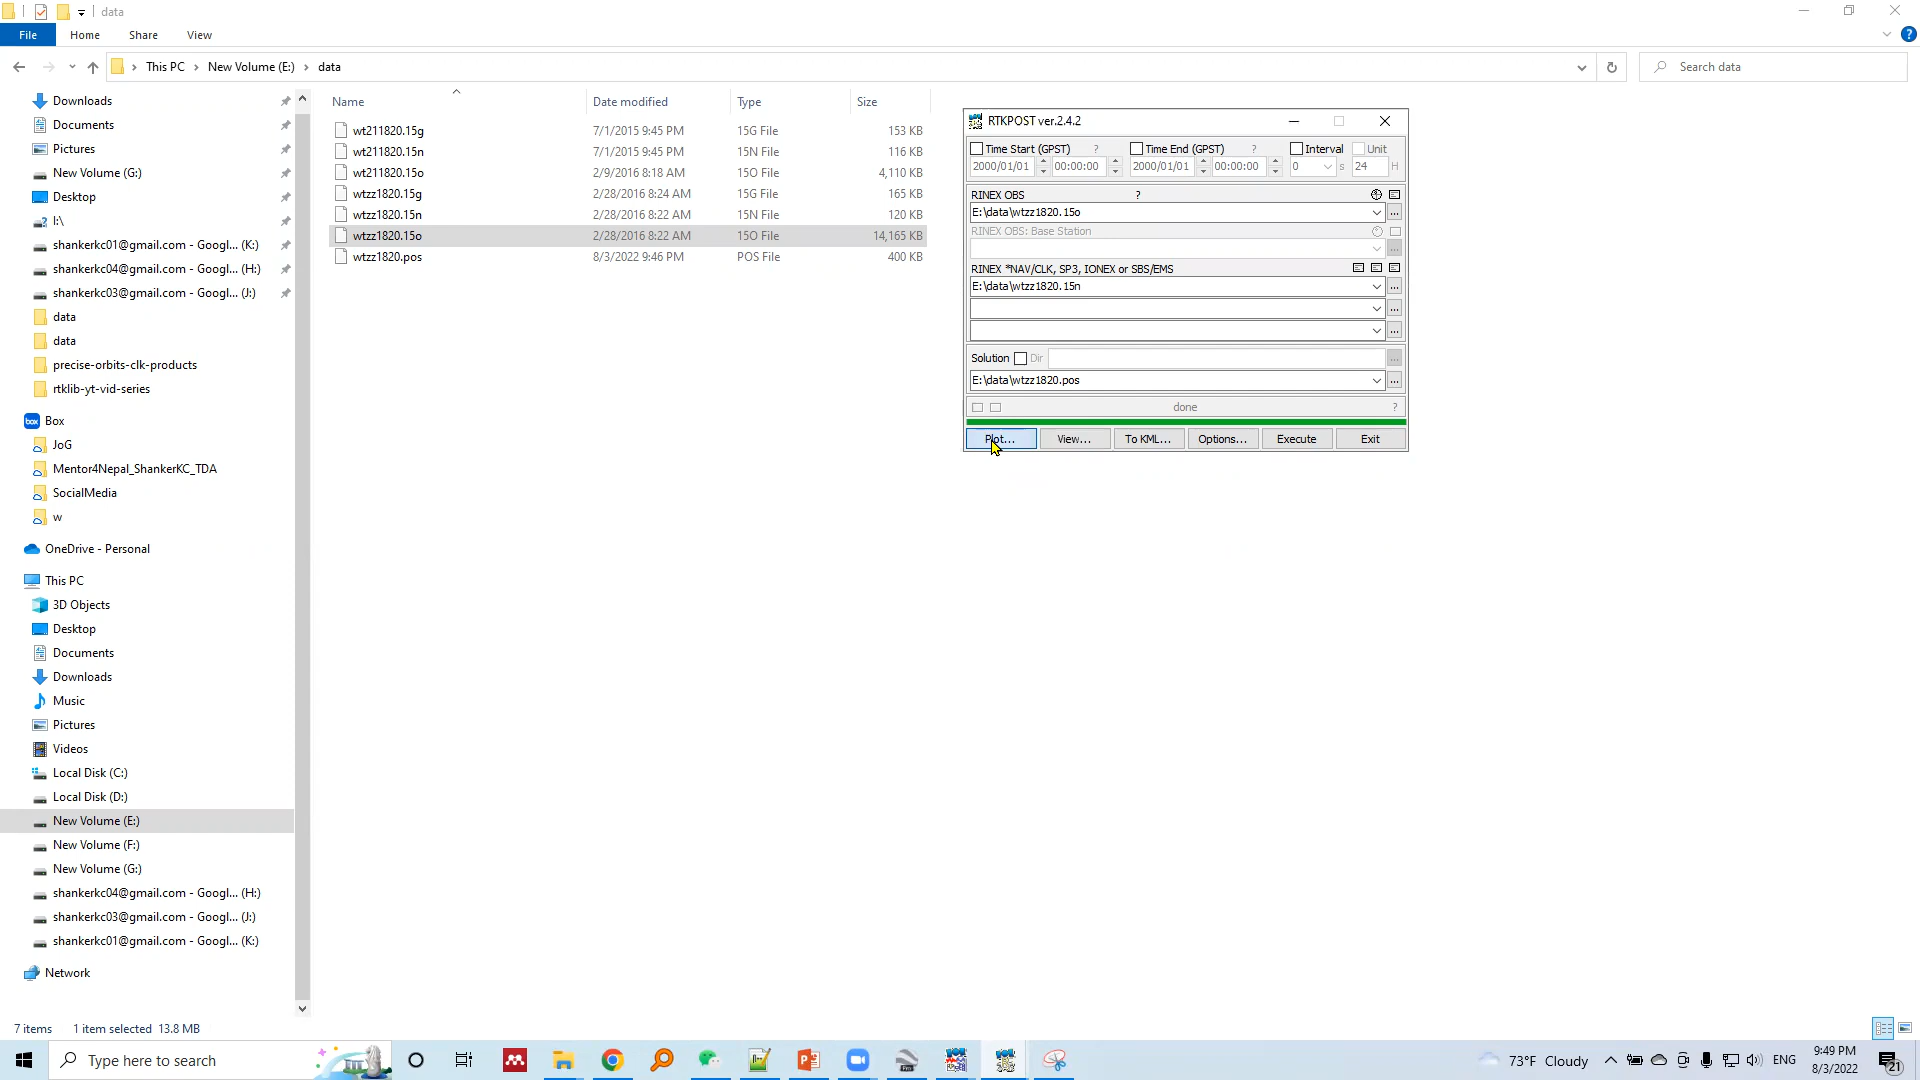 data
File
Home
Share
View
This PC
New Volume (E:)
data
Search data
Downloads
Documents
Pictures
New Volume (G:)
Desktop
I:\
shankerkc01@gmail.com - Googl... (K:)
shankerkc04@gmail.com - Googl... (H:)
shankerkc03@gmail.com - Googl... (J:)
data
data
precise-orbits-clk-products
rtklib-yt-vid-series
Box
JoG
Mentor4Nepal_ShankerKC_TDA
SocialMedia
w
OneDrive - Personal
This PC
3D Objects
Desktop
Documents
Downloads
Music
Pictures
Videos
Local Disk (C:)
Local Disk (D:)
New Volume (E:)
New Volume (F:)
New Volume (G:)
shankerkc04@gmail.com - Googl... (H:)
shankerkc03@gmail.com - Googl... (J:)
shankerkc01@gmail.com - Googl... (K:)
Network
Name Date modified Type Size
wt211820.15g 7/1/2015 9:45 PM 15G File 153 KB
wt211820.15n 7/1/2015 9:45 PM 15N File 116 KB
wt211820.15o 2/9/2016 8:18 AM 15O File 4,110 KB
wtzz1820.15g 2/28/2016 8:24 AM 15G File 165 KB
wtzz1820.15n 2/28/2016 8:22 AM 15N File 120 KB
wtzz1820.15o 2/28/2016 8:22 AM 15O File 14,165 KB
wtzz1820.pos 8/3/2022 9:46 PM POS File 400 KB
RTKPOST ver.2.4.2
Time Start (GPST) ? Time End (GPST) ? Interval Unit
2000/01/01 00:00:00 2000/01/01 00:00:00 0 s 24 H
RINEX OBS ?
E:\data\wtzz1820.15o ...
RINEX OBS: Base Station
...
RINEX *NAV/CLK, SP3, IONEX or SBS/EMS
E:\data\wtzz1820.15n ...
...
...
Solution Dir ...
E:\data\wtzz1820.pos ...
done ?
Plot... View... To KML... Options... Execute Exit
7 items 1 item selected 13.8 MB
Type here to search
73°F Cloudy
ENG
9:49 PM
8/3/2022
21